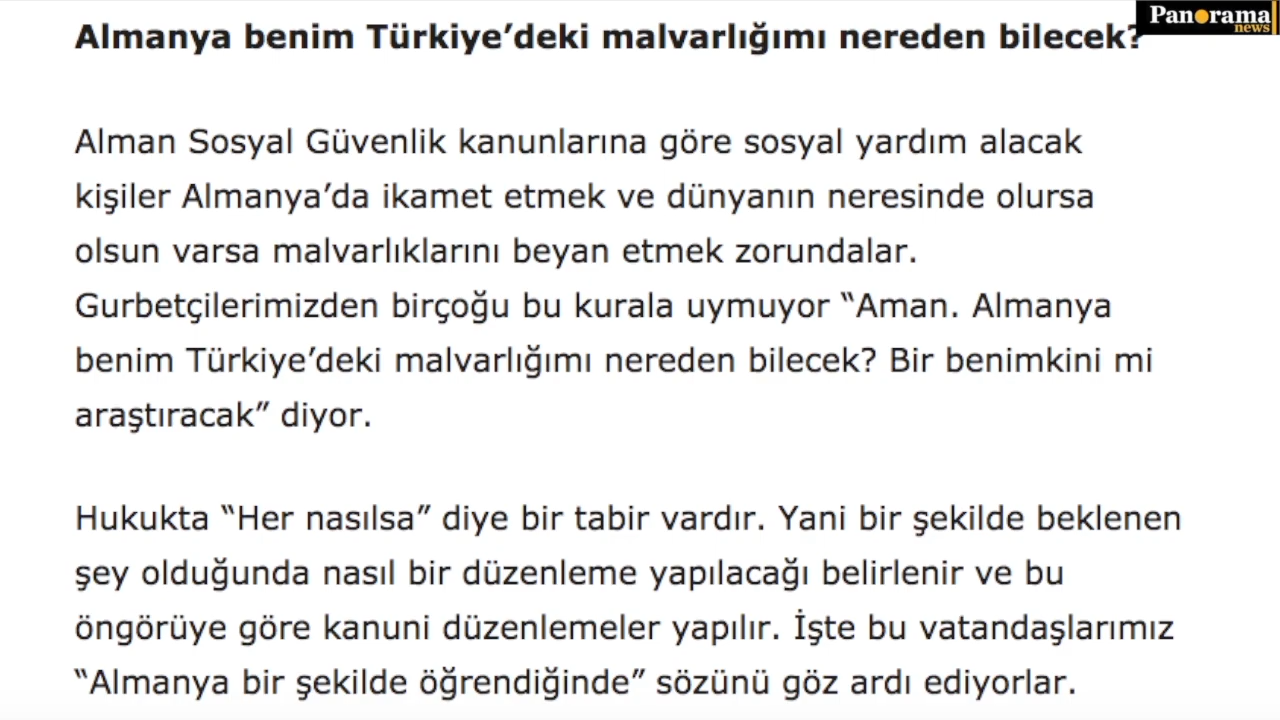 Panorama
news
Almanya benim Türkiye’deki malvarlığımı nereden bilecek?
Alman Sosyal Güvenlik kanunlarına göre sosyal yardım alacak
kişiler Almanya’da ikamet etmek ve dünyanın neresinde olursa
olsun varsa malvarlıklarını beyan etmek zorundalar.
Gurbetçilerimizden birçoğu bu kurala uymuyor “Aman. Almanya
benim Türkiye’deki malvarlığımı nereden bilecek? Bir benimkini mi
araştıracak” diyor.
Hukukta “Her nasılsa” diye bir tabir vardır. Yani bir şekilde beklenen
şey olduğunda nasıl bir düzenleme yapılacağı belirlenir ve bu
öngörüye göre kanuni düzenlemeler yapılır. İşte bu vatandaşlarımız
“Almanya bir şekilde öğrendiğinde” sözünü göz ardı ediyorlar.